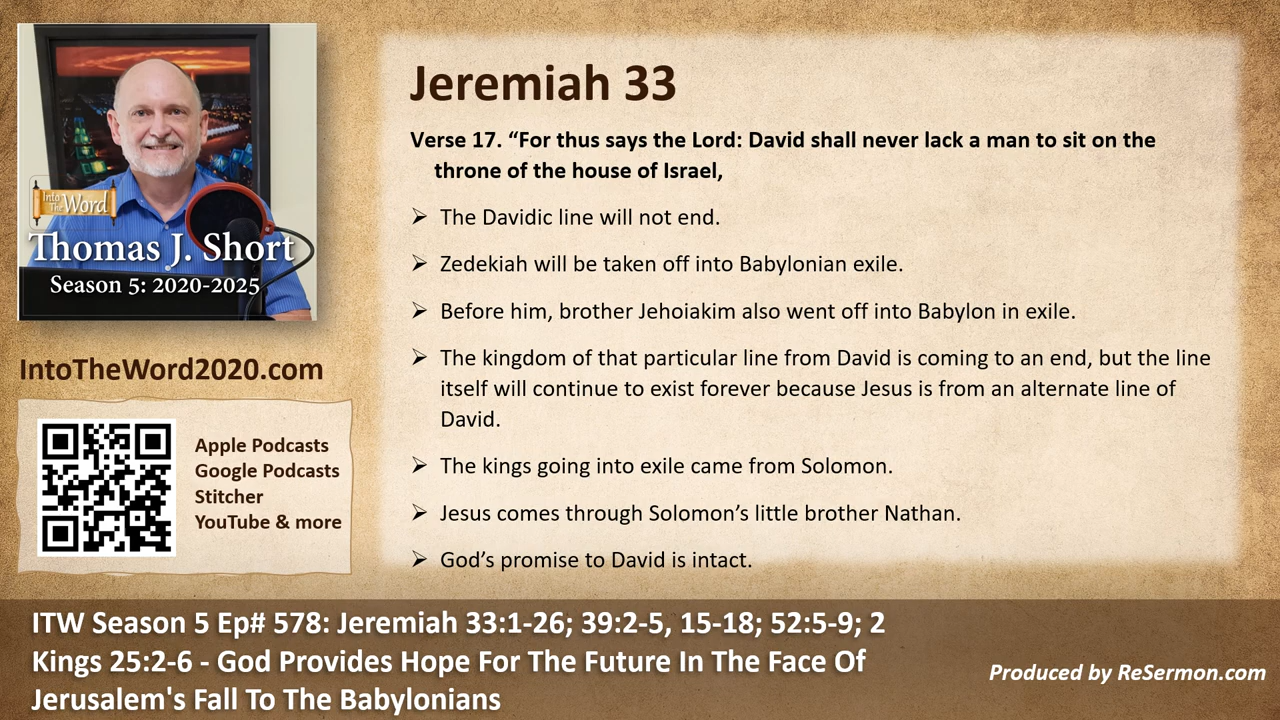 Into
The Word
Thomas J. Short
Season 5: 2020-2025
IntoTheWord2020.com
Apple Podcasts
Google Podcasts
Stitcher
YouTube & more
Jeremiah 33
Verse 17. “For thus says the Lord: David shall never lack a man to sit on the
throne of the house of Israel,
➢ The Davidic line will not end.
➢ Zedekiah will be taken off into Babylonian exile.
➢ Before him, brother Jehoiakim also went off into Babylon in exile.
➢ The kingdom of that particular line from David is coming to an end, but the line
itself will continue to exist forever because Jesus is from an alternate line of
David.
➢ The kings going into exile came from Solomon.
➢ Jesus comes through Solomon’s little brother Nathan.
➢ God’s promise to David is intact.
ITW Season 5 Ep# 578: Jeremiah 33:1-26; 39:2-5, 15-18; 52:5-9; 2
Kings 25:2-6 - God Provides Hope For The Future In The Face Of
Jerusalem's Fall To The Babylonians
Produced by ReSermon.com